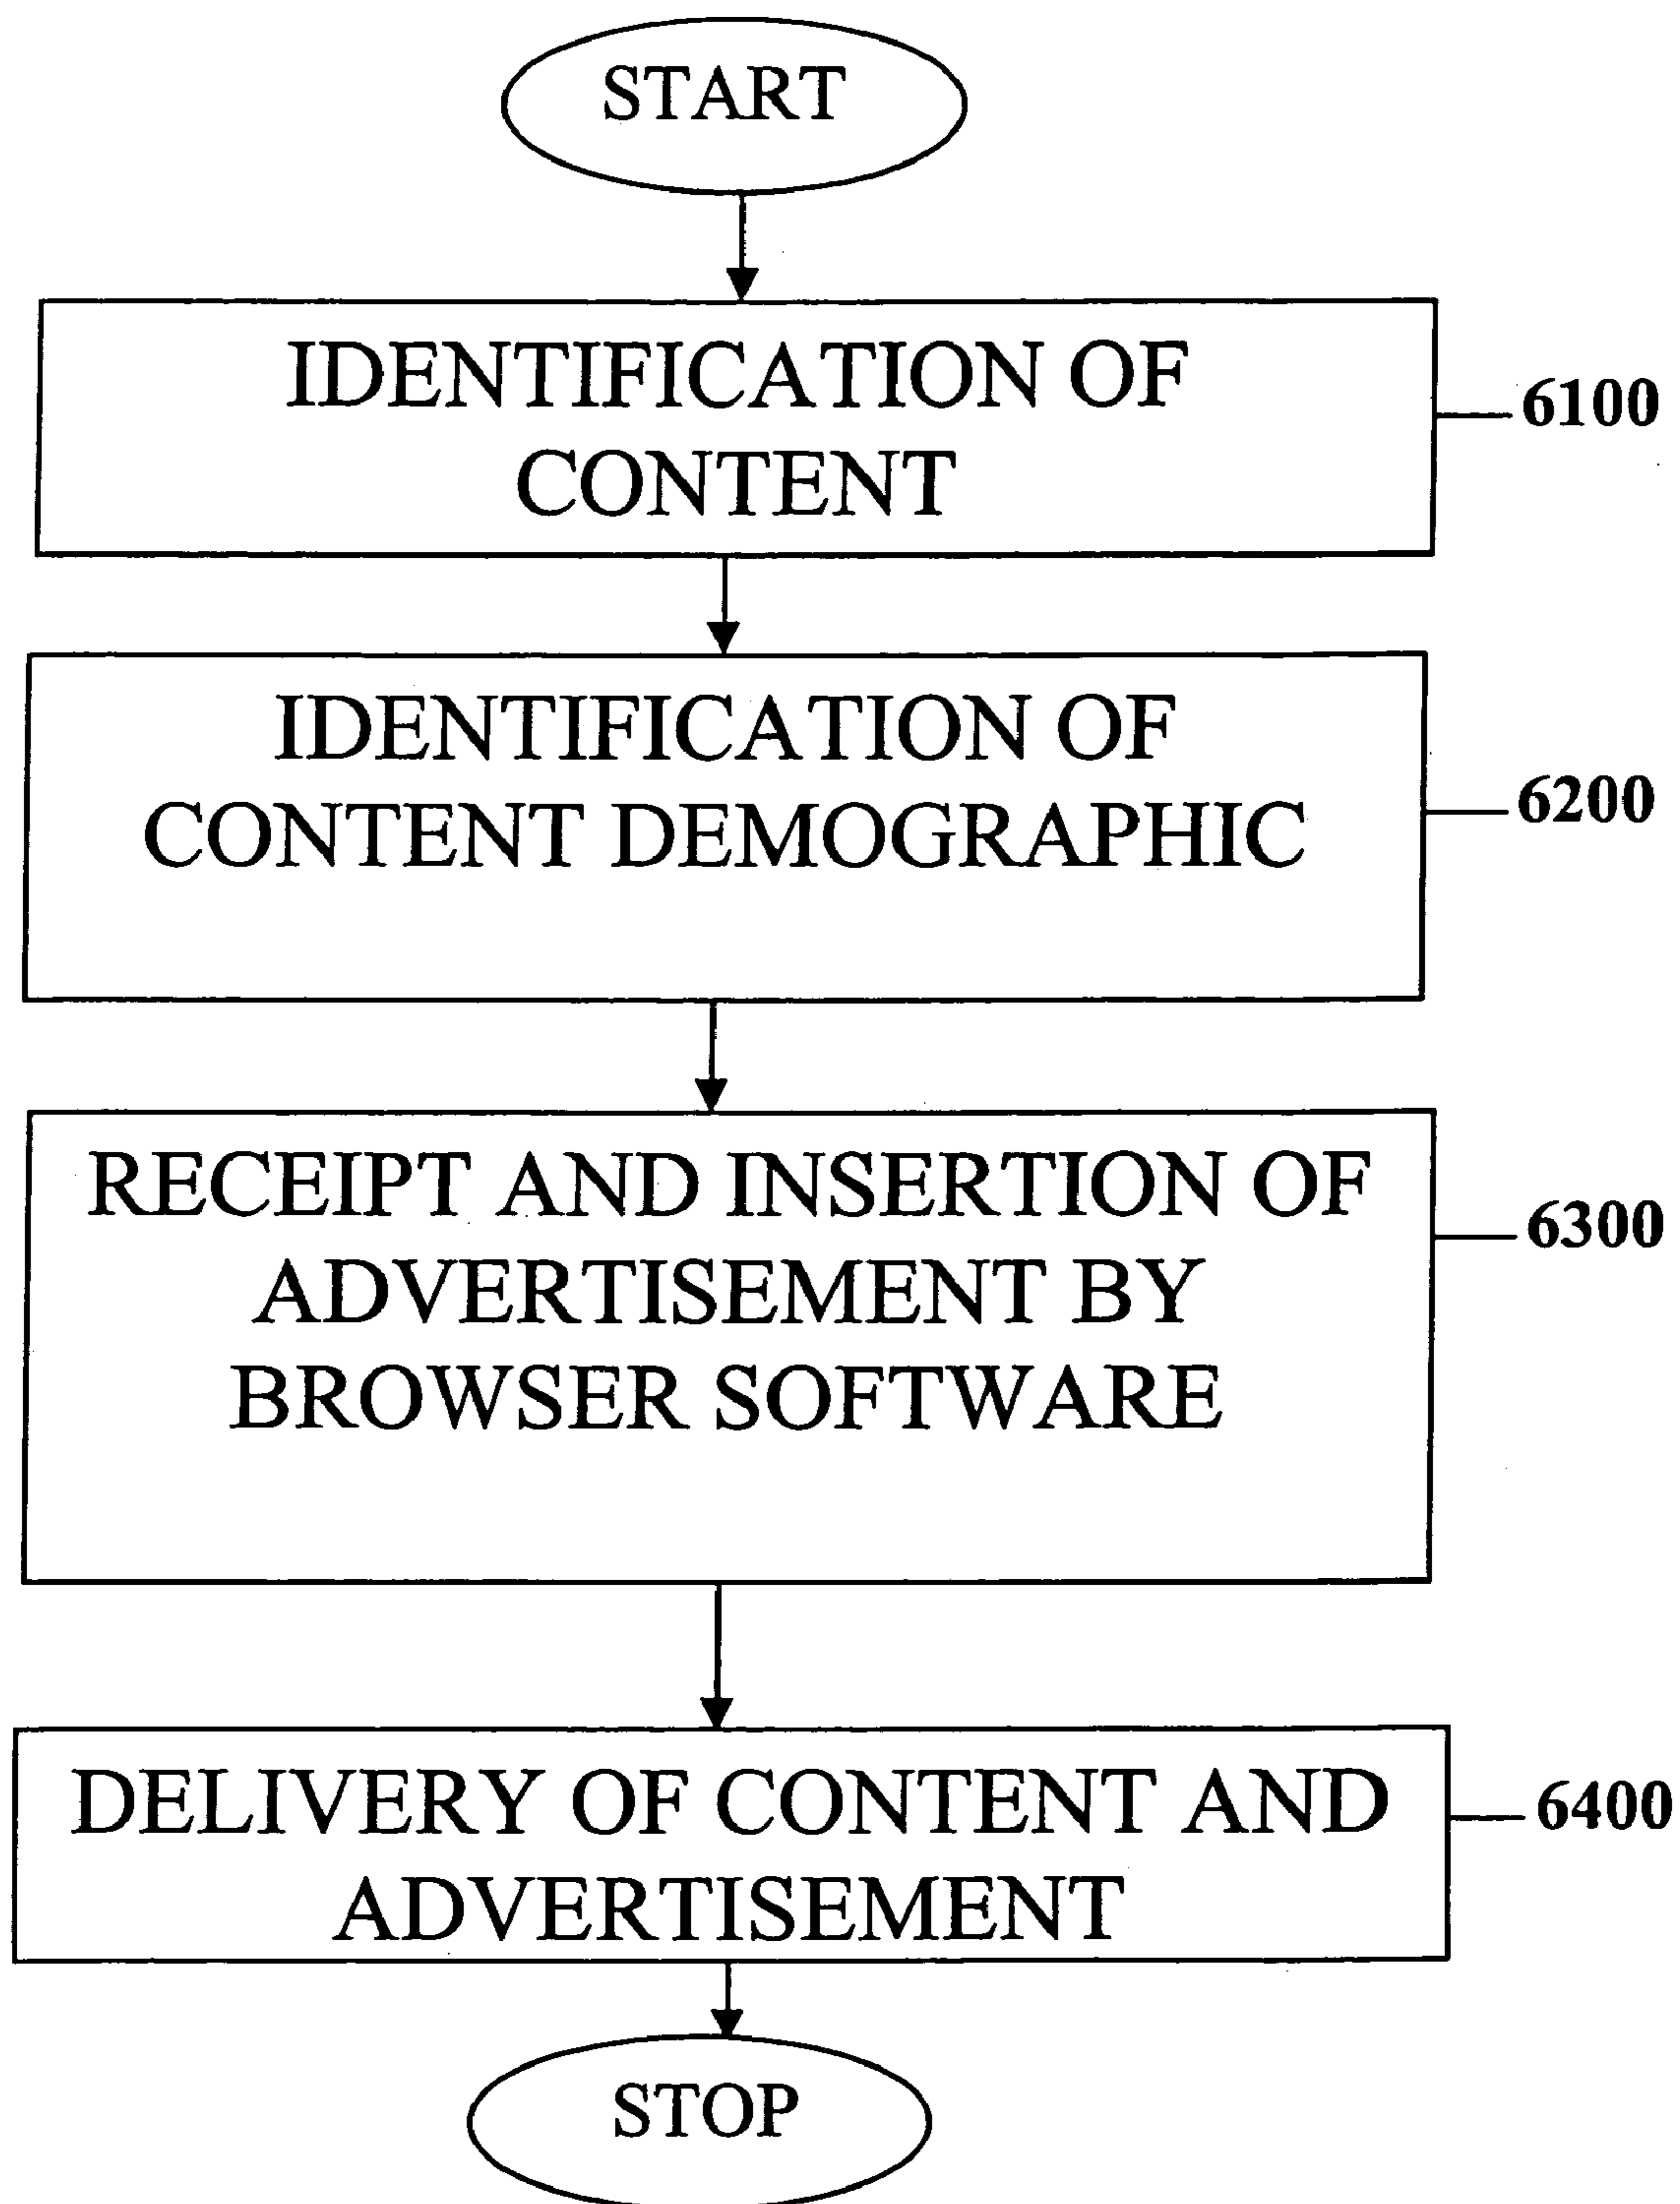 START
IDENTIFICATION OF
CONTENT
6100
IDENTIFICATION OF
CONTENT DEMOGRAPHIC
6200
RECEIPT AND INSERTION OF
ADVERTISEMENT BY
BROWSER SOFTWARE
6300
DELIVERY OF CONTENT AND
ADVERTISEMENT
6400
STOP